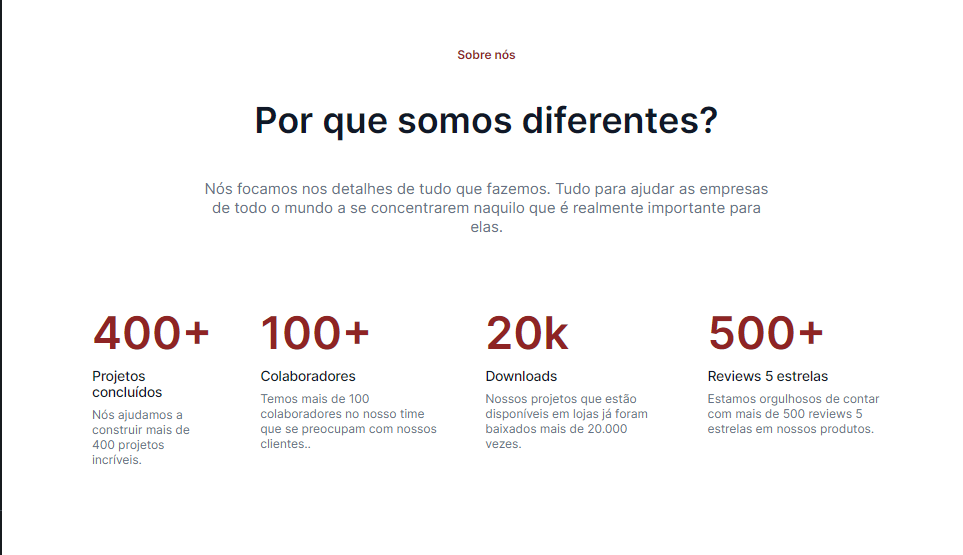 Sobre nós
Por que somos diferentes?
Nós focamos nos detalhes de tudo que fazemos. Tudo para ajudar as empresas
de todo o mundo a se concentrarem naquilo que é realmente importante para
elas.
400+
Projetos
concluídos
Nós ajudamos a
construir mais de
400 projetos
incríveis.
100+
Colaboradores
Temos mais de 100
colaboradores no nosso time
que se preocupam com nossos
clientes..
20k
Downloads
Nossos projetos que estão
disponíveis em lojas já foram
baixados mais de 20.000
vezes.
500+
Reviews 5 estrelas
Estamos orgulhosos de contar
com mais de 500 reviews 5
estrelas em nossos produtos.